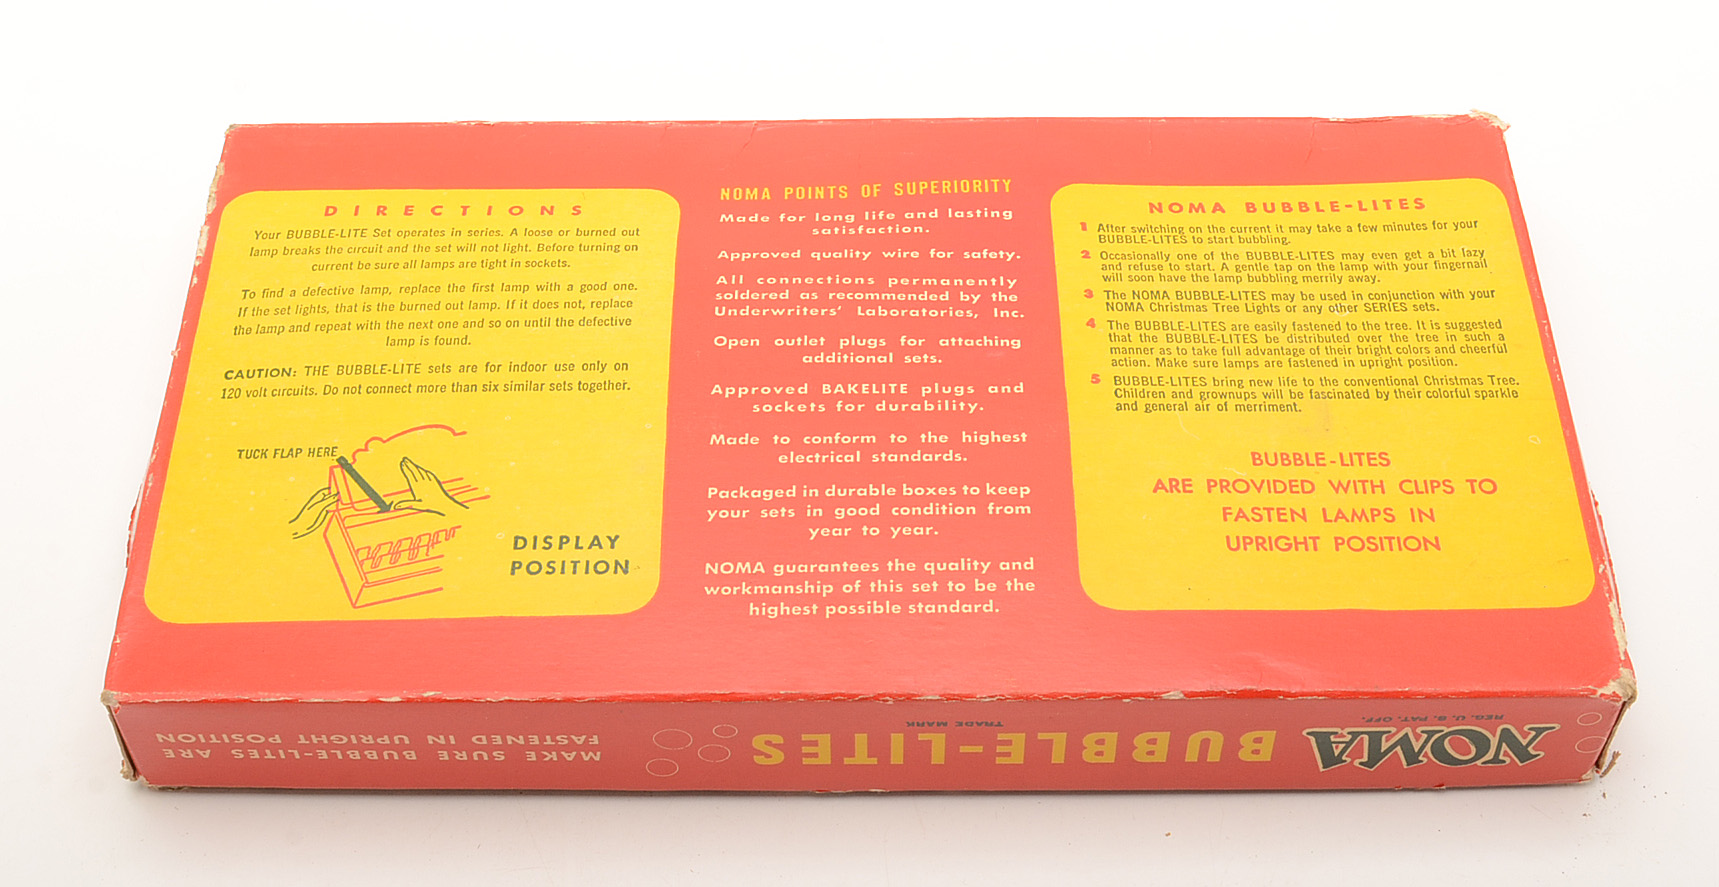 DIRECTIONS
Your BUBBLE-LITE Set operates in series. A loose or burned out
lamp breaks the circuit and the set will not light. Before turning on
current be sure all lamps are tight in sockets.
To find a defective lamp, replace the first lamp with a good one.
If the set lights, that is the burned out lamp. If it does not, replace
the lamp and repeat with the next one and so on until the defective
lamp is found.
CAUTION: THE BUBBLE-LITE sets are for indoor use only on
120 volt circuits. Do not connect more than six similar sets together.
TUCK FLAP HERE
DISPLAY
POSITION
NOMA POINTS OF SUPERIORITY
Made for long life and lasting
satisfaction.
Approved quality wire for safety.
All connections permanently
soldered as recommended by the
Underwriters' Laboratories, Inc.
Open outlet plugs for attaching
additional sets.
Approved BAKELITE plugs and
sockets for durability.
Made to conform to the highest
electrical standards.
Packaged in durable boxes to keep
your sets in good condition from
year to year.
NOMA guarantees the quality and
workmanship of this set to be the
highest possible standard.
NOMA BUBBLE-LITES
1 After switching on the current it may take a few minutes for your
BUBBLE-LITES to start bubbling.
2 Occasionally one of the BUBBLE-LITES may even get a bit lazy
and refuse to start. A gentle tap on the lamp with your fingernail
will soon have the lamp bubbling merrily away.
3 The NOMA BUBBLE-LITES may be used in conjunction with your
NOMA Christmas Tree Lights or any other SERIES sets.
4 The BUBBLE-LITES are easily fastened to the tree. It is suggested
that the BUBBLE-LITES be distributed over the tree in such a
manner as to take full advantage of their bright colors and cheerful
action. Make sure lamps are fastened in upright position.
5 BUBBLE-LITES bring new life to the conventional Christmas Tree.
Children and grownups will be fascinated by their colorful sparkle
and general air of merriment.
BUBBLE-LITES
ARE PROVIDED WITH CLIPS TO
FASTEN LAMPS IN
UPRIGHT POSITION
NOMA
REG. U. S. PAT. OFF.
BUBBLE-LITES
TRADE MARK
MAKE SURE BUBBLE-LITES ARE
FASTENED IN UPRIGHT POSITION